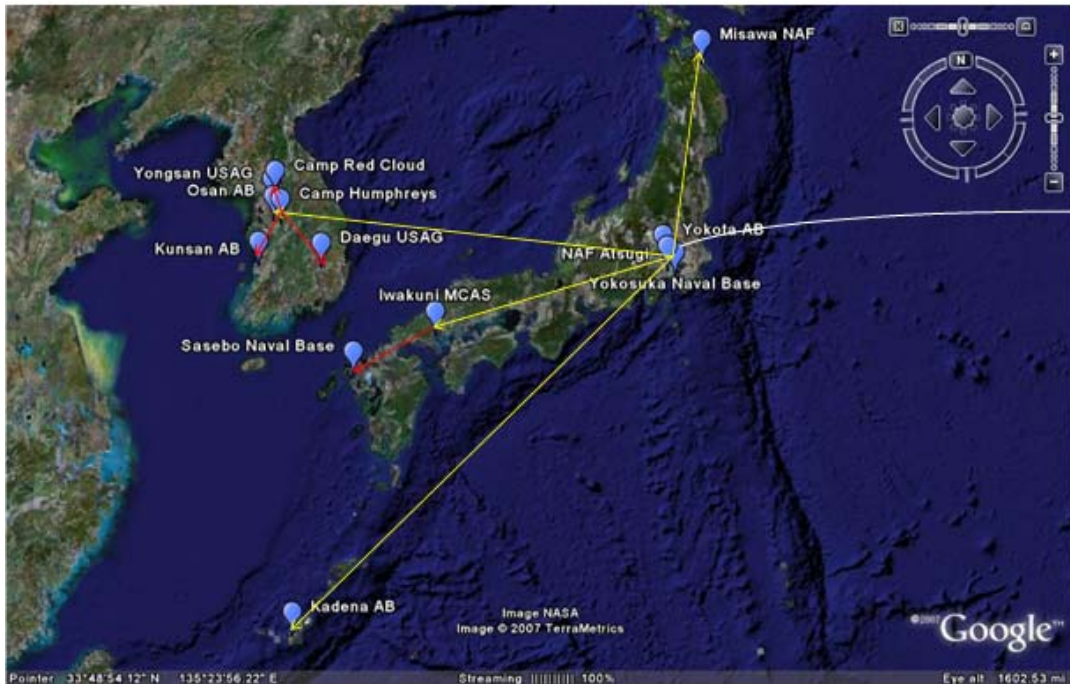 Misawa NAF
N
Camp Red Cloud
Yongsan USAG
Osan AB
Camp Humphreys
Yokota AB
Kunsan AB
Daegu USAG
NAF Atsugi
Yokosuka Naval Base
Iwakuni MCAS
Sasebo Naval Base
Kadena AB
Image NASA
Image © 2007 TerraMetrics
©2007 Google™
Pointer 33°48'54.12" N 135°23'56.22" E Streaming ||||||||| 100% Eye alt 1602.53 mi